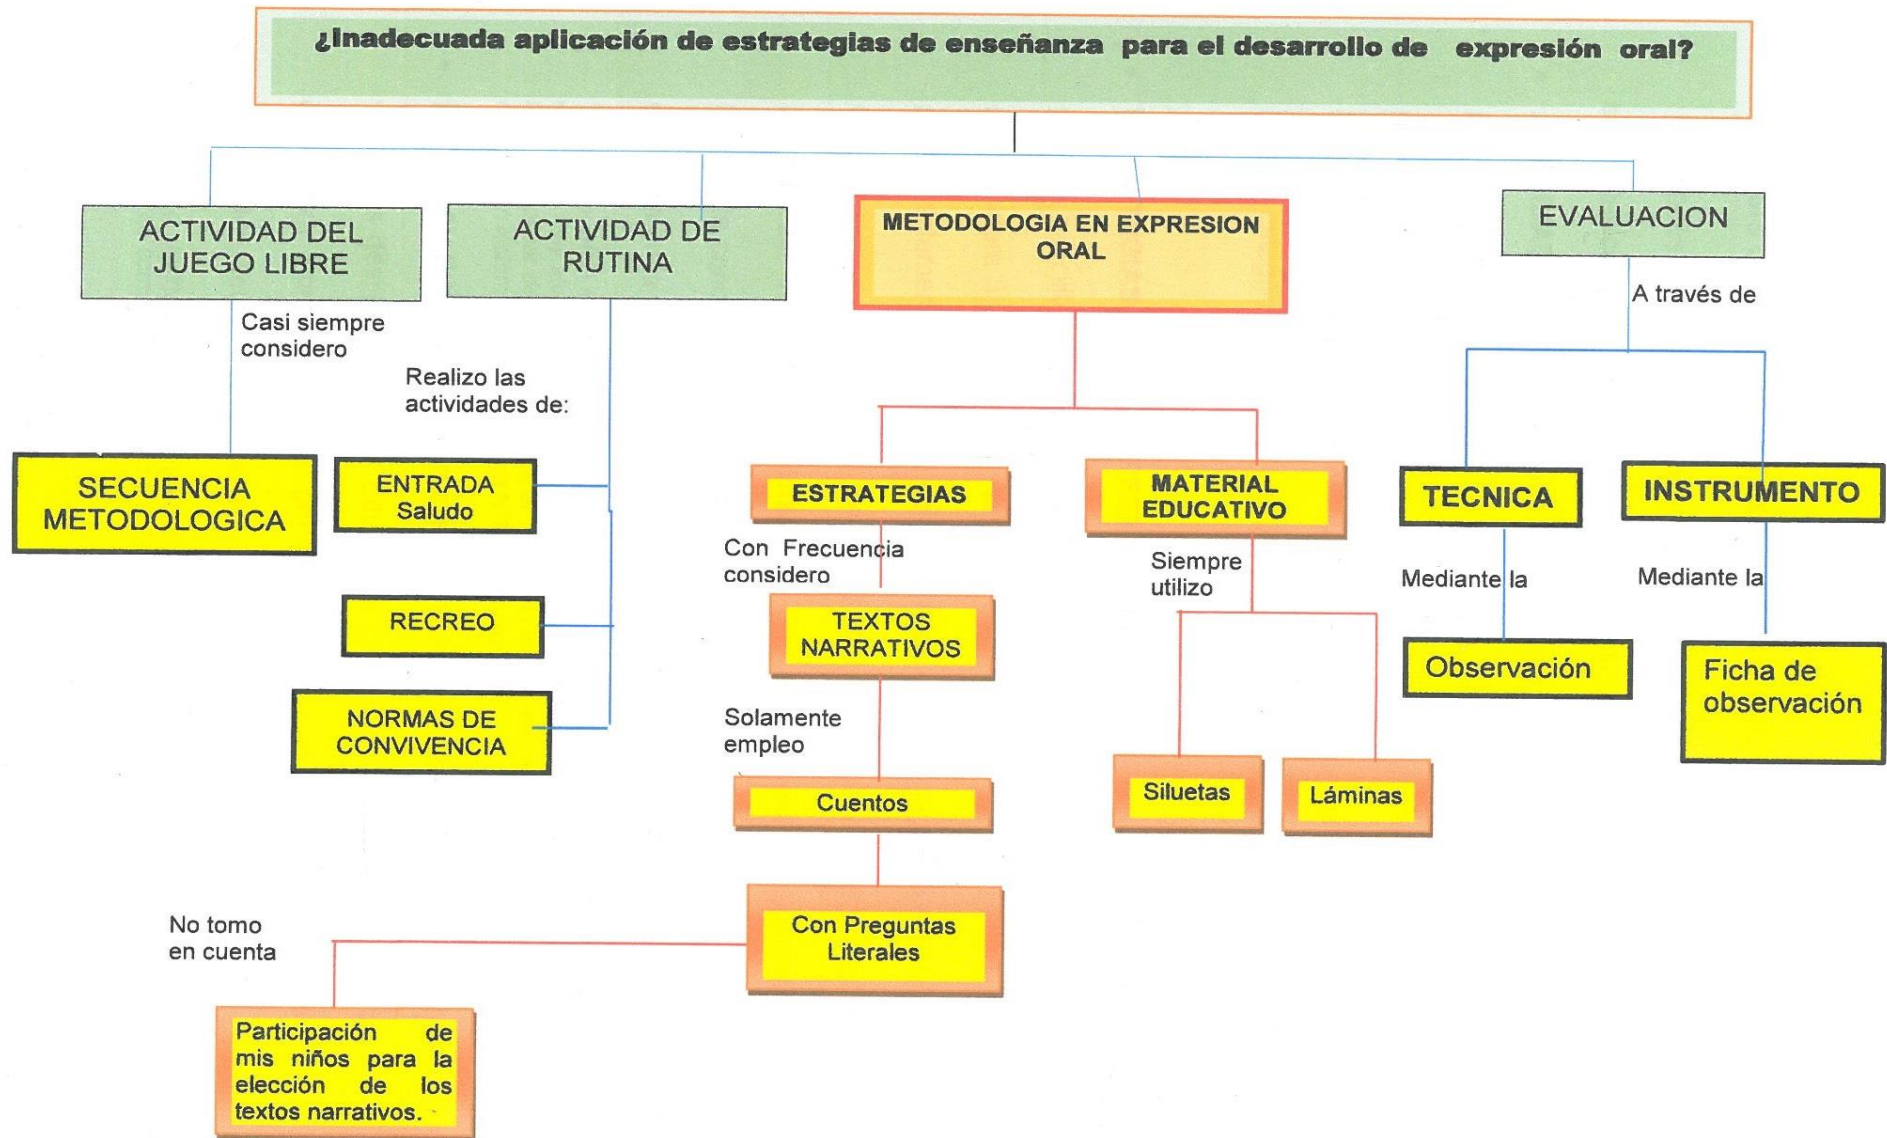 ¿Inadecuada aplicación de estrategias de enseñanza para el desarrollo de expresión oral?
ACTIVIDAD DEL
JUEGO LIBRE
ACTIVIDAD DE
RUTINA
METODOLOGIA EN EXPRESION
ORAL
EVALUACION
Casi siempre
considero
Realizo las
actividades de:
A través de
SECUENCIA
METODOLOGICA
ENTRADA
Saludo
RECREO
NORMAS DE
CONVIVENCIA
ESTRATEGIAS
Con Frecuencia
considero
TEXTOS
NARRATIVOS
Solamente
empleo
Cuentos
Con Preguntas
Literales
No tomo
en cuenta
Participación de
mis niños para la
elección de los
textos narrativos.
MATERIAL
EDUCATIVO
Siempre
utilizo
Siluetas
Láminas
TECNICA
Mediante la
Observación
INSTRUMENTO
Mediante la
Ficha de
observación